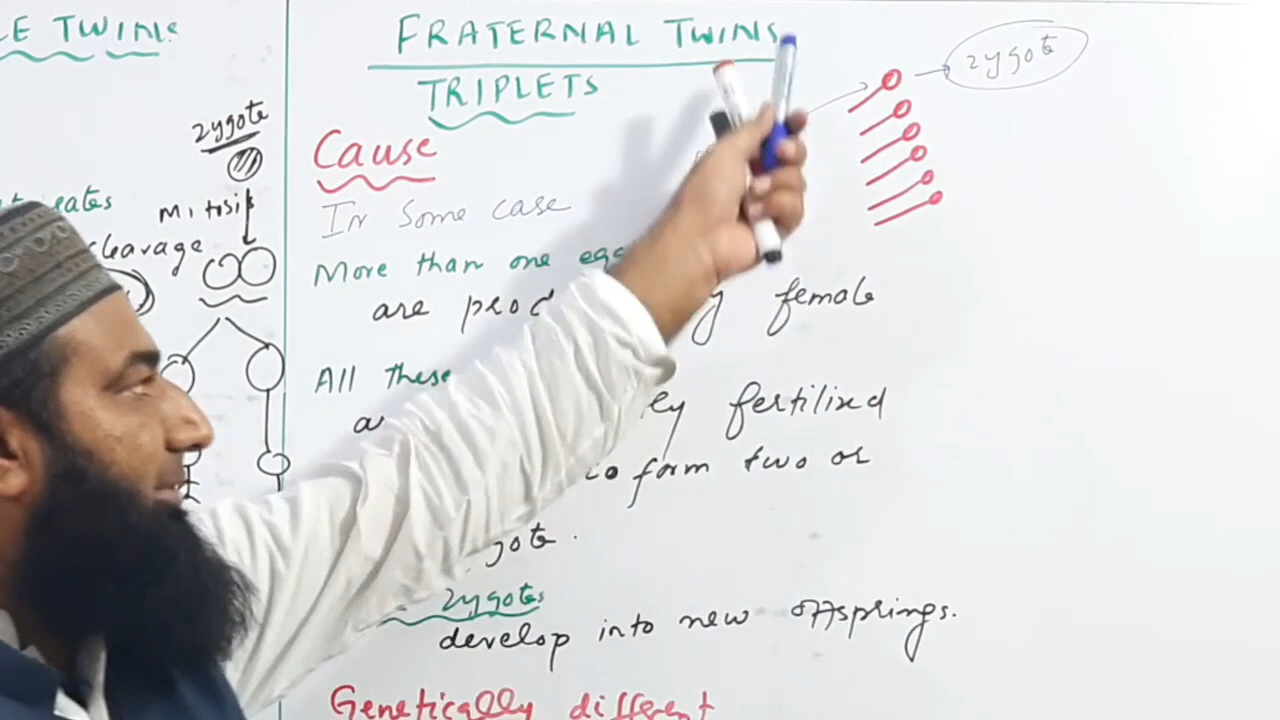 E TWINS
zygote
Mitosis
cleavage
FRATERNAL TWINS
TRIPLETS
Cause
In Some case
More than one egg
are prod female
All these
fertilized
to form two or
zygotes
develop into new offsprings.
Genetically different
zygote